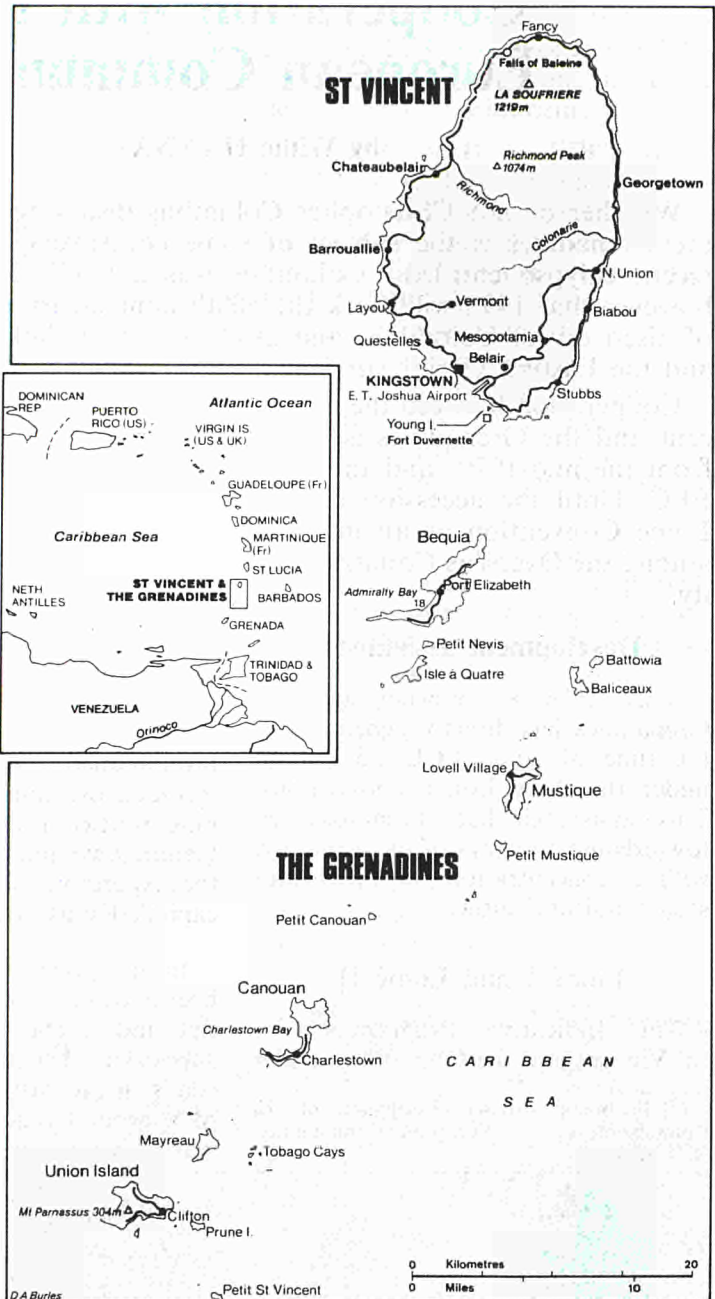 Fancy
Falls of Baleine
ST VINCENT
LA SOUFRIERE
1219m
Richmond Peak
1074m
Chateaubelair
Richmond
Georgetown
Colonarie
Barrouallie
N. Union
Layou
Vermont
Biabou
Questelles
Mesopotamia
Belair
KINGSTOWN
E.T. Joshua Airport
Stubbs
Young I.
Fort Duvernette
DOMINICAN
REP
PUERTO
RICO (US)
Atlantic Ocean
VIRGIN IS
(US & UK)
GUADELOUPE (Fr)
DOMINICA
Caribbean Sea
MARTINIQUE
(Fr)
ST LUCIA
ST VINCENT &
THE GRENADINES
BARBADOS
NETH
ANTILLES
GRENADA
TRINIDAD &
TOBAGO
VENEZUELA
Orinoco
Bequia
Admiralty Bay
18
Port Elizabeth
Petit Nevis
Isle à Quatre
Battowia
Baliceaux
Lovell Village
Mustique
Petit Mustique
THE GRENADINES
Petit Canouan
Canouan
Charlestown Bay
Charlestown
CARIBBEAN
SEA
Mayreau
Tobago Cays
Union Island
Mt Parnassus 304m
Clifton
Prune I.
0 Kilometres 20
0 Miles 10
Petit St Vincent
D A Burles